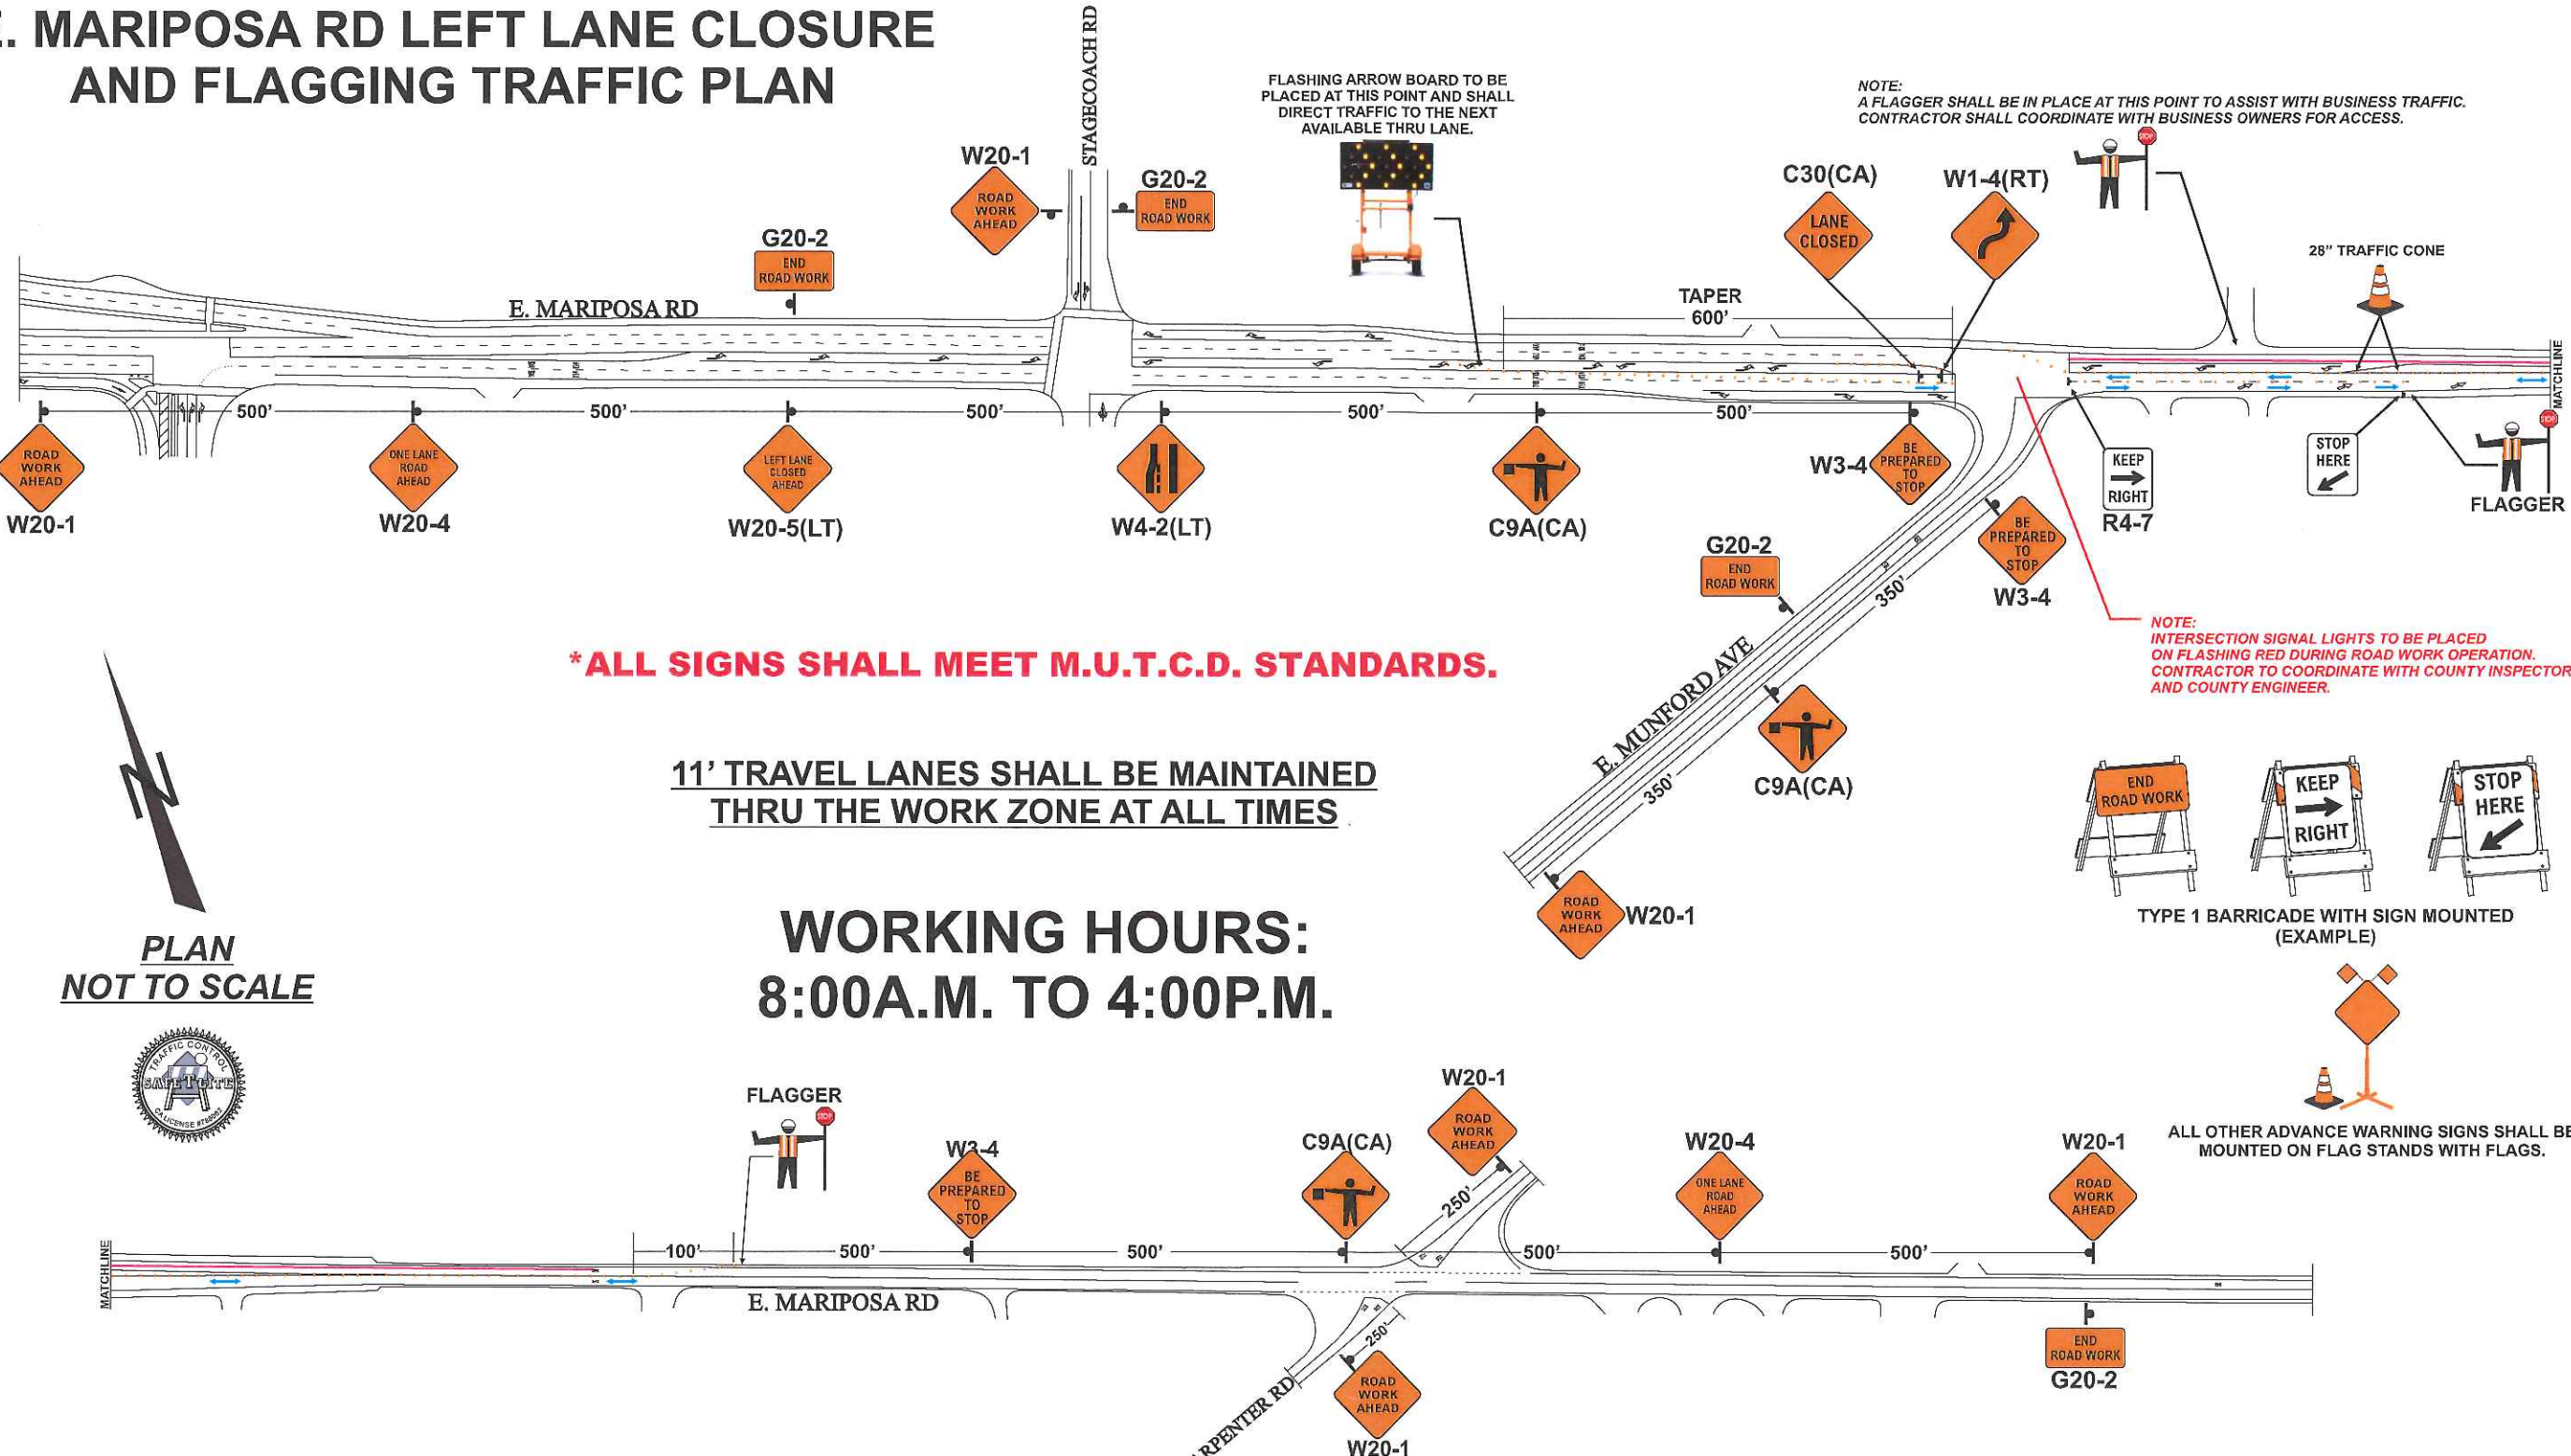 E. MARIPOSA RD LEFT LANE CLOSURE
AND FLAGGING TRAFFIC PLAN
STAGECOACH RD
W20-1
ROAD
WORK
AHEAD
G20-2
END
ROAD WORK
G20-2
END
ROAD WORK
E. MARIPOSA RD
FLASHING ARROW BOARD TO BE
PLACED AT THIS POINT AND SHALL
DIRECT TRAFFIC TO THE NEXT
AVAILABLE THRU LANE.
TAPER
600'
C30(CA)
LANE
CLOSED
W1-4(RT)
NOTE:
A FLAGGER SHALL BE IN PLACE AT THIS POINT TO ASSIST WITH BUSINESS TRAFFIC.
CONTRACTOR SHALL COORDINATE WITH BUSINESS OWNERS FOR ACCESS.
STOP
28" TRAFFIC CONE
MATCHLINE
500'
500'
500'
500'
500'
ROAD
WORK
AHEAD
W20-1
ONE LANE
ROAD
AHEAD
W20-4
LEFT LANE
CLOSED
AHEAD
W20-5(LT)
W4-2(LT)
C9A(CA)
W3-4
BE
PREPARED
TO
STOP
KEEP
RIGHT
R4-7
STOP
HERE
STOP
FLAGGER
BE
PREPARED
TO
STOP
W3-4
G20-2
END
ROAD WORK
350'
E. MUNFORD AVE
C9A(CA)
350'
ROAD
WORK
AHEAD
W20-1
NOTE:
INTERSECTION SIGNAL LIGHTS TO BE PLACED
ON FLASHING RED DURING ROAD WORK OPERATION.
CONTRACTOR TO COORDINATE WITH COUNTY INSPECTOR
AND COUNTY ENGINEER.
*ALL SIGNS SHALL MEET M.U.T.C.D. STANDARDS.
11' TRAVEL LANES SHALL BE MAINTAINED
THRU THE WORK ZONE AT ALL TIMES
WORKING HOURS:
8:00A.M. TO 4:00P.M.
N
PLAN
NOT TO SCALE
TRAFFIC CONTROL
SAFETLITE
CA LICENSE #768062
END
ROAD WORK
KEEP
RIGHT
STOP
HERE
TYPE 1 BARRICADE WITH SIGN MOUNTED
(EXAMPLE)
ALL OTHER ADVANCE WARNING SIGNS SHALL BE
MOUNTED ON FLAG STANDS WITH FLAGS.
FLAGGER
STOP
W3-4
BE
PREPARED
TO
STOP
C9A(CA)
W20-1
ROAD
WORK
AHEAD
250'
W20-4
ONE LANE
ROAD
AHEAD
W20-1
ROAD
WORK
AHEAD
MATCHLINE
100'
500'
500'
500'
500'
E. MARIPOSA RD
250'
ROAD
WORK
AHEAD
W20-1
END
ROAD WORK
G20-2